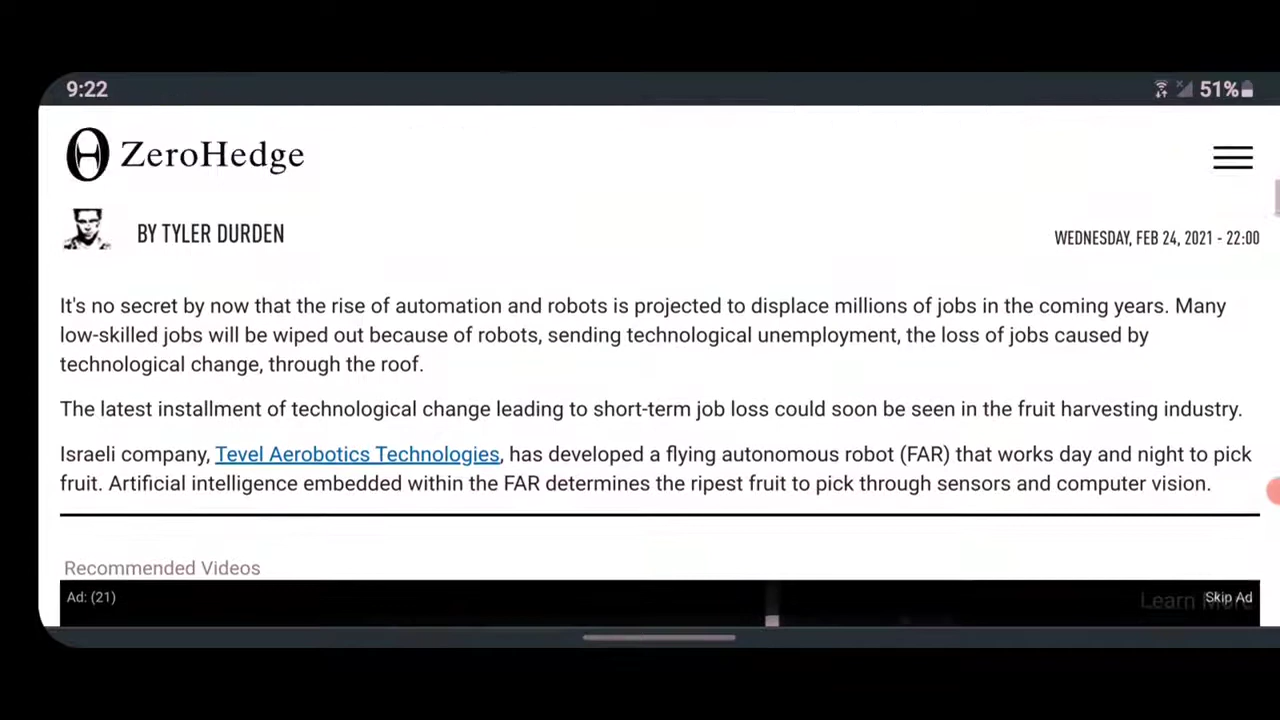 9:22
51%
ZeroHedge
BY TYLER DURDEN
WEDNESDAY, FEB 24, 2021 - 22:00
It's no secret by now that the rise of automation and robots is projected to displace millions of jobs in the coming years. Many
low-skilled jobs will be wiped out because of robots, sending technological unemployment, the loss of jobs caused by
technological change, through the roof.
The latest installment of technological change leading to short-term job loss could soon be seen in the fruit harvesting industry.
Israeli company, Tevel Aerobotics Technologies, has developed a flying autonomous robot (FAR) that works day and night to pick
fruit. Artificial intelligence embedded within the FAR determines the ripest fruit to pick through sensors and computer vision.
Recommended Videos
Ad: (21)
Learn
Skip Ad